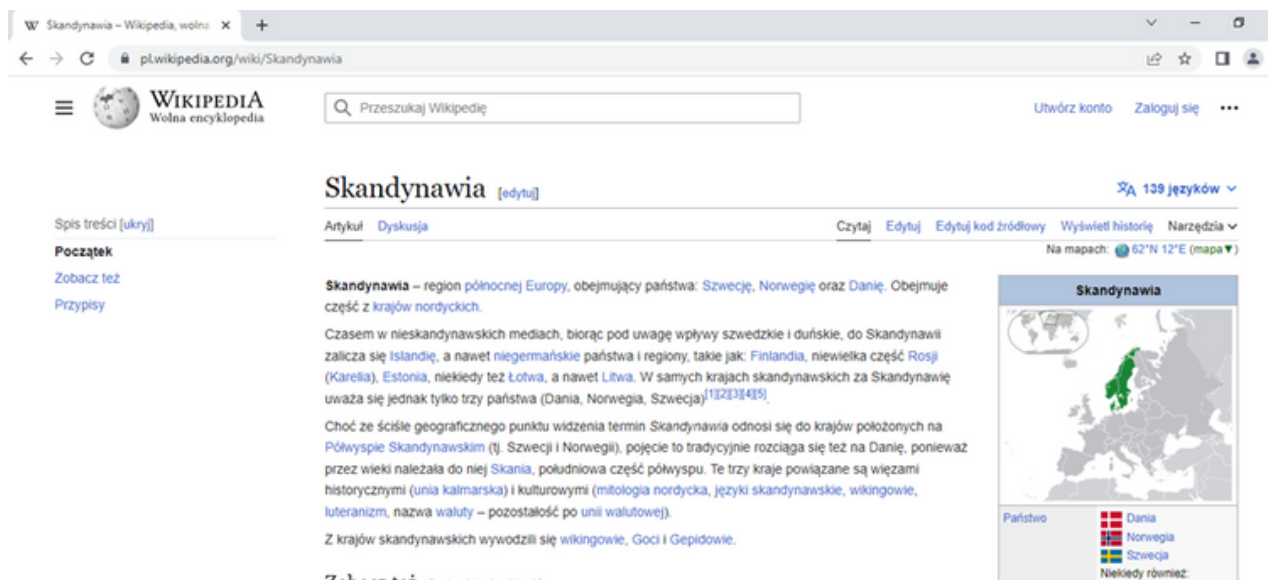 Skandynawia – Wikipedia, wolna
pl.wikipedia.org/wiki/Skandynawia
WIKIPEDIA
Wolna encyklopedia
Przeszukaj Wikipedię
Utwórz konto Zaloguj się
Skandynawia [edytuj]
139 języków
Spis treści [ukryj]
Początek
Zobacz też
Przypisy
Artykuł Dyskusja
Czytaj Edytuj Edytuj kod źródłowy Wyświetl historię Narzędzia
Na mapach: 62°N 12°E (mapa▼)
Skandynawia – region północnej Europy, obejmujący państwa: Szwecję, Norwegię oraz Danię. Obejmuje
część z krajów nordyckich.
Czasem w nieskandynawskich mediach, biorąc pod uwagę wpływy szwedzkie i duńskie, do Skandynawii
zalicza się Islandię, a nawet niegermańskie państwa i regiony, takie jak: Finlandia, niewielka część Rosji
(Karelia), Estonia, niekiedy też Łotwa, a nawet Litwa. W samych krajach skandynawskich za Skandynawię
uważa się jednak tylko trzy państwa (Dania, Norwegia, Szwecja)[1][2][3][4][5].
Choć ze ściśle geograficznego punktu widzenia termin Skandynawia odnosi się do krajów położonych na
Półwyspie Skandynawskim (tj. Szwecji i Norwegii), pojęcie to tradycyjnie rozciąga się też na Danię, ponieważ
przez wieki należała do niej Skania, południowa część półwyspu. Te trzy kraje powiązane są więzami
historycznymi (unia kalmarska) i kulturowymi (mitologia nordycka, języki skandynawskie, wikingowie,
luteranizm, nazwa waluty – pozostałość po unii walutowej).
Z krajów skandynawskich wywodzili się wikingowie, Goci i Gepidowie.
Skandynawia
Państwo
Dania
Norwegia
Szwecja
Niekiedy również: